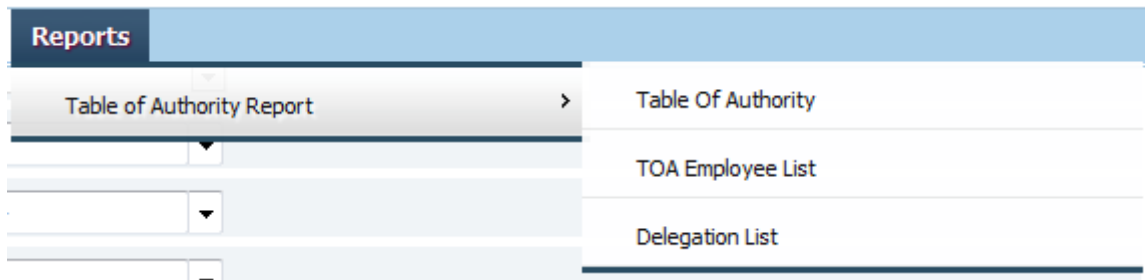 Reports
Table of Authority Report
Table Of Authority
TOA Employee List
Delegation List